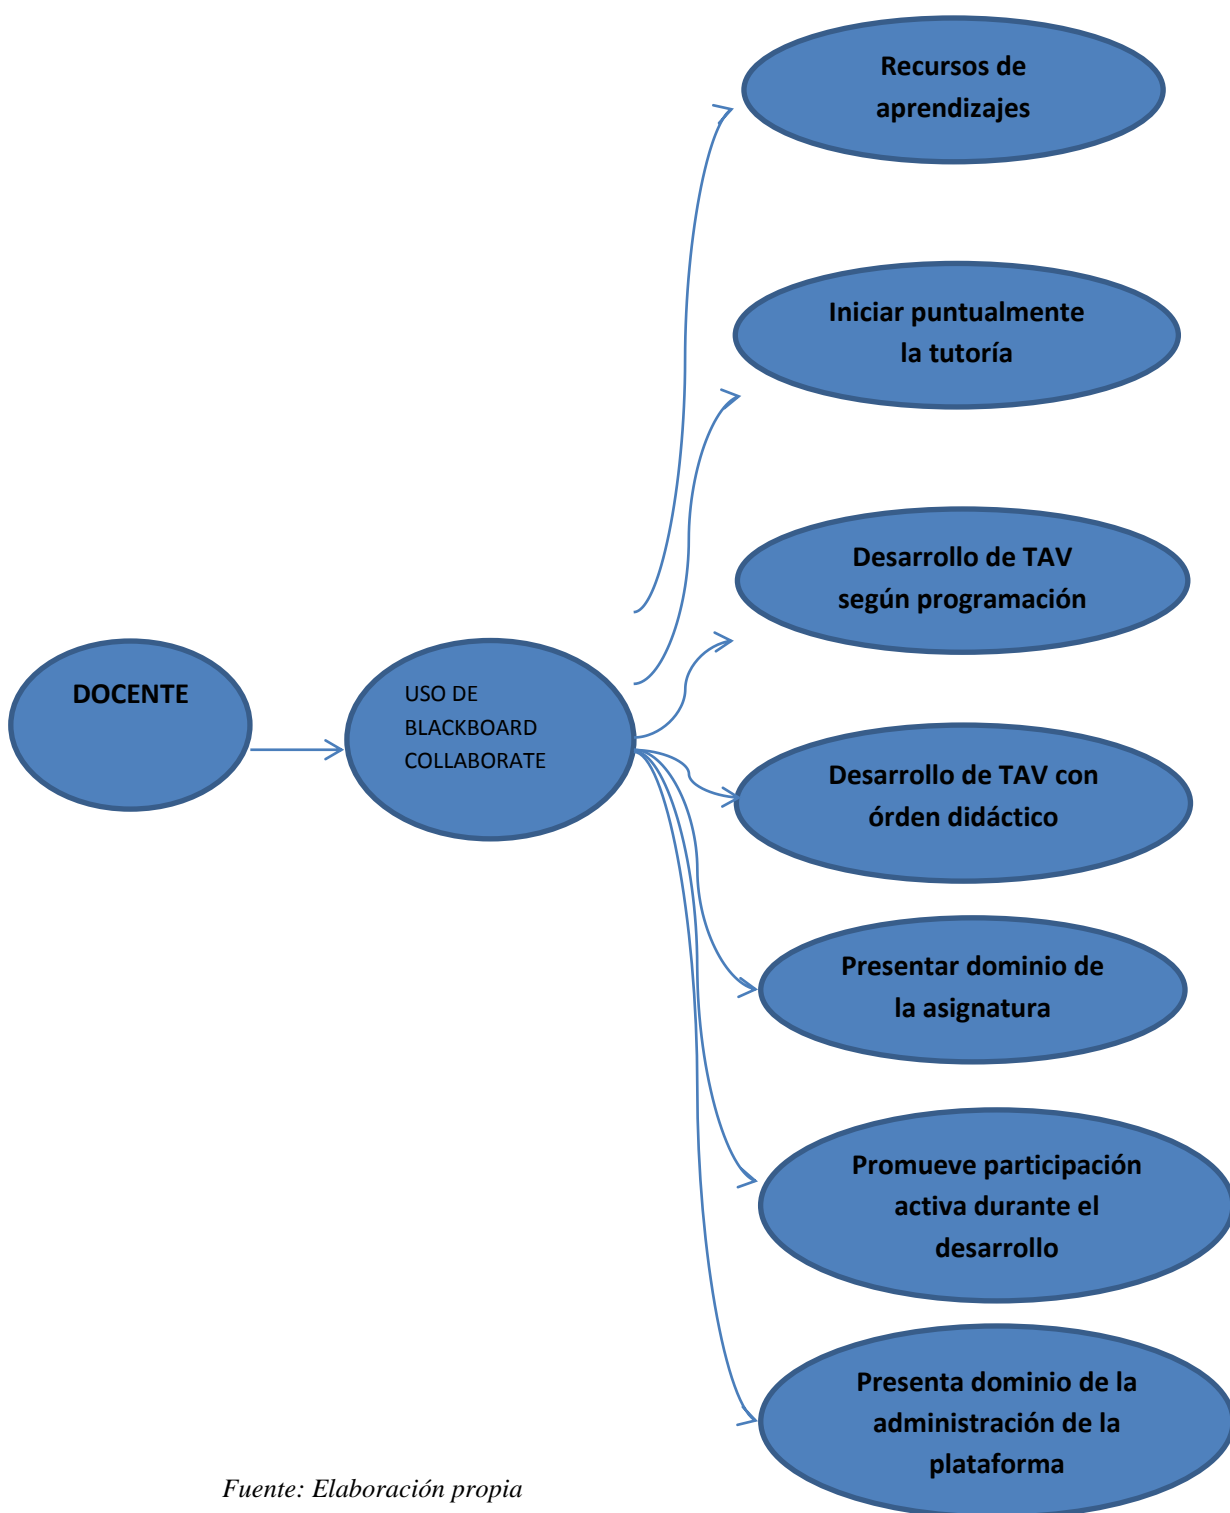 Recursos de
aprendizajes
Iniciar puntualmente
la tutoría
Desarrollo de TAV
según programación
DOCENTE
USO DE
BLACKBOARD
COLLABORATE
Desarrollo de TAV con
órden didáctico
Presentar dominio de
la asignatura
Promueve participación
activa durante el
desarrollo
Presenta dominio de la
administración de la
plataforma
Fuente: Elaboración propia